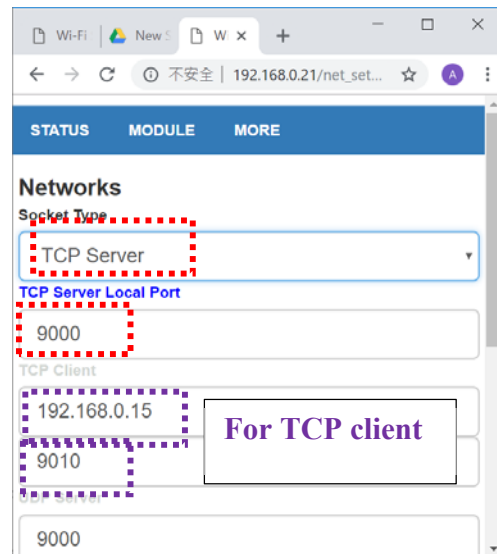 Wi-Fi New S W
不安全 | 192.168.0.21/net_set... A
STATUS MODULE MORE
Networks
Socket Type
TCP Server
TCP Server Local Port
9000
TCP Client
192.168.0.15
For TCP client
9010
UDP Server
9000